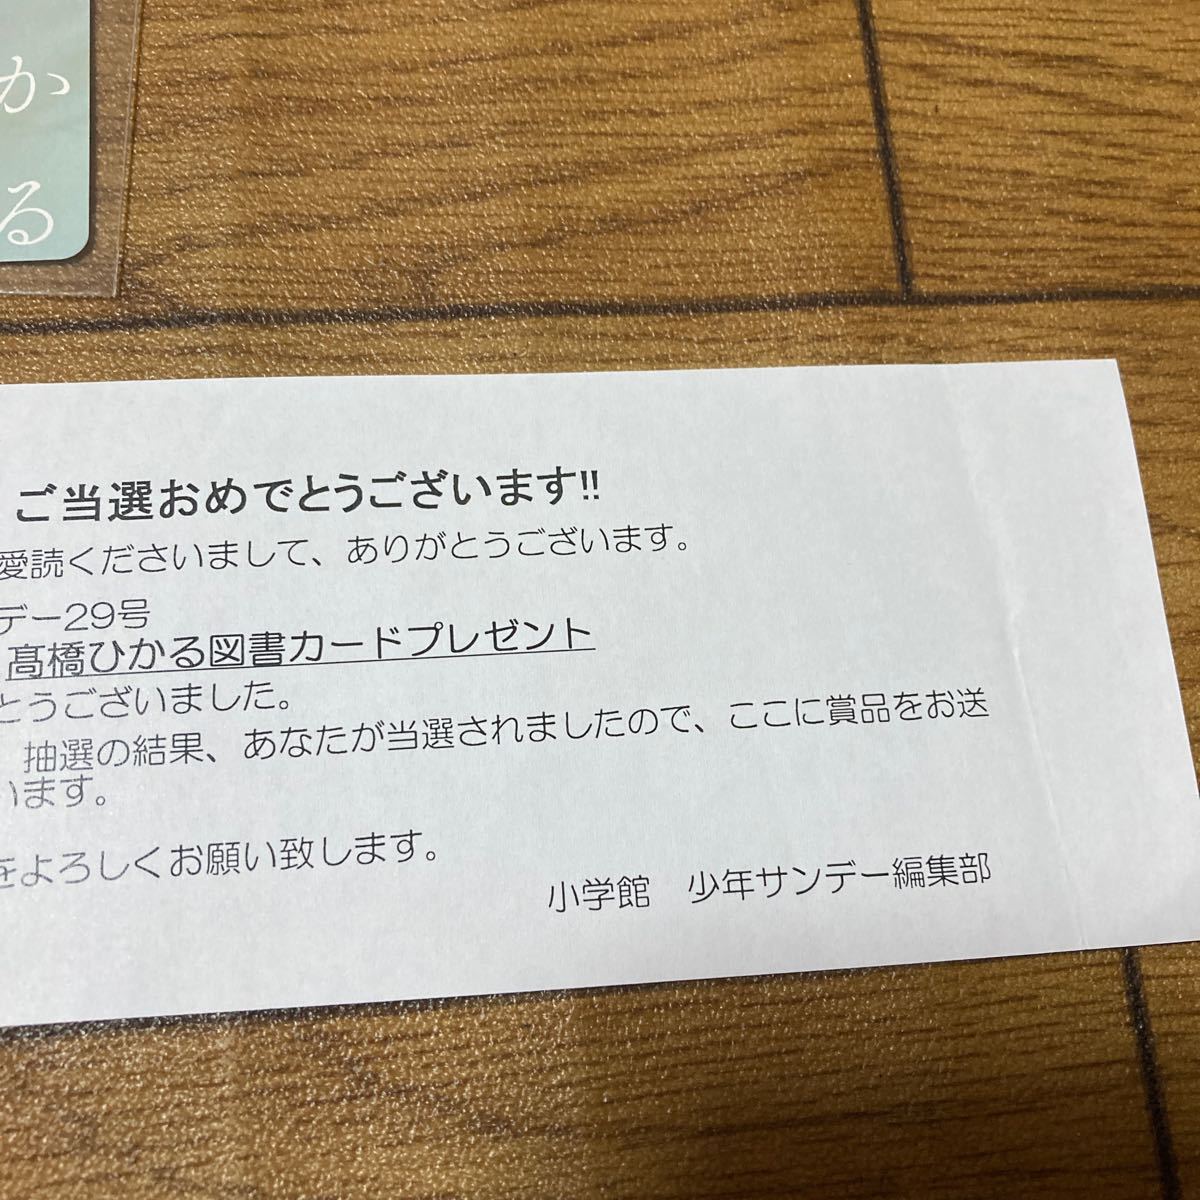 か
る
ご当選おめでとうございます!!
愛読くださいまして、ありがとうございます。
デー29号
髙橋ひかる図書カードプレゼント
とうございました。
抽選の結果、あなたが当選されましたので、ここに賞品をお送
います。
をよろしくお願い致します。
小学館　少年サンデー編集部